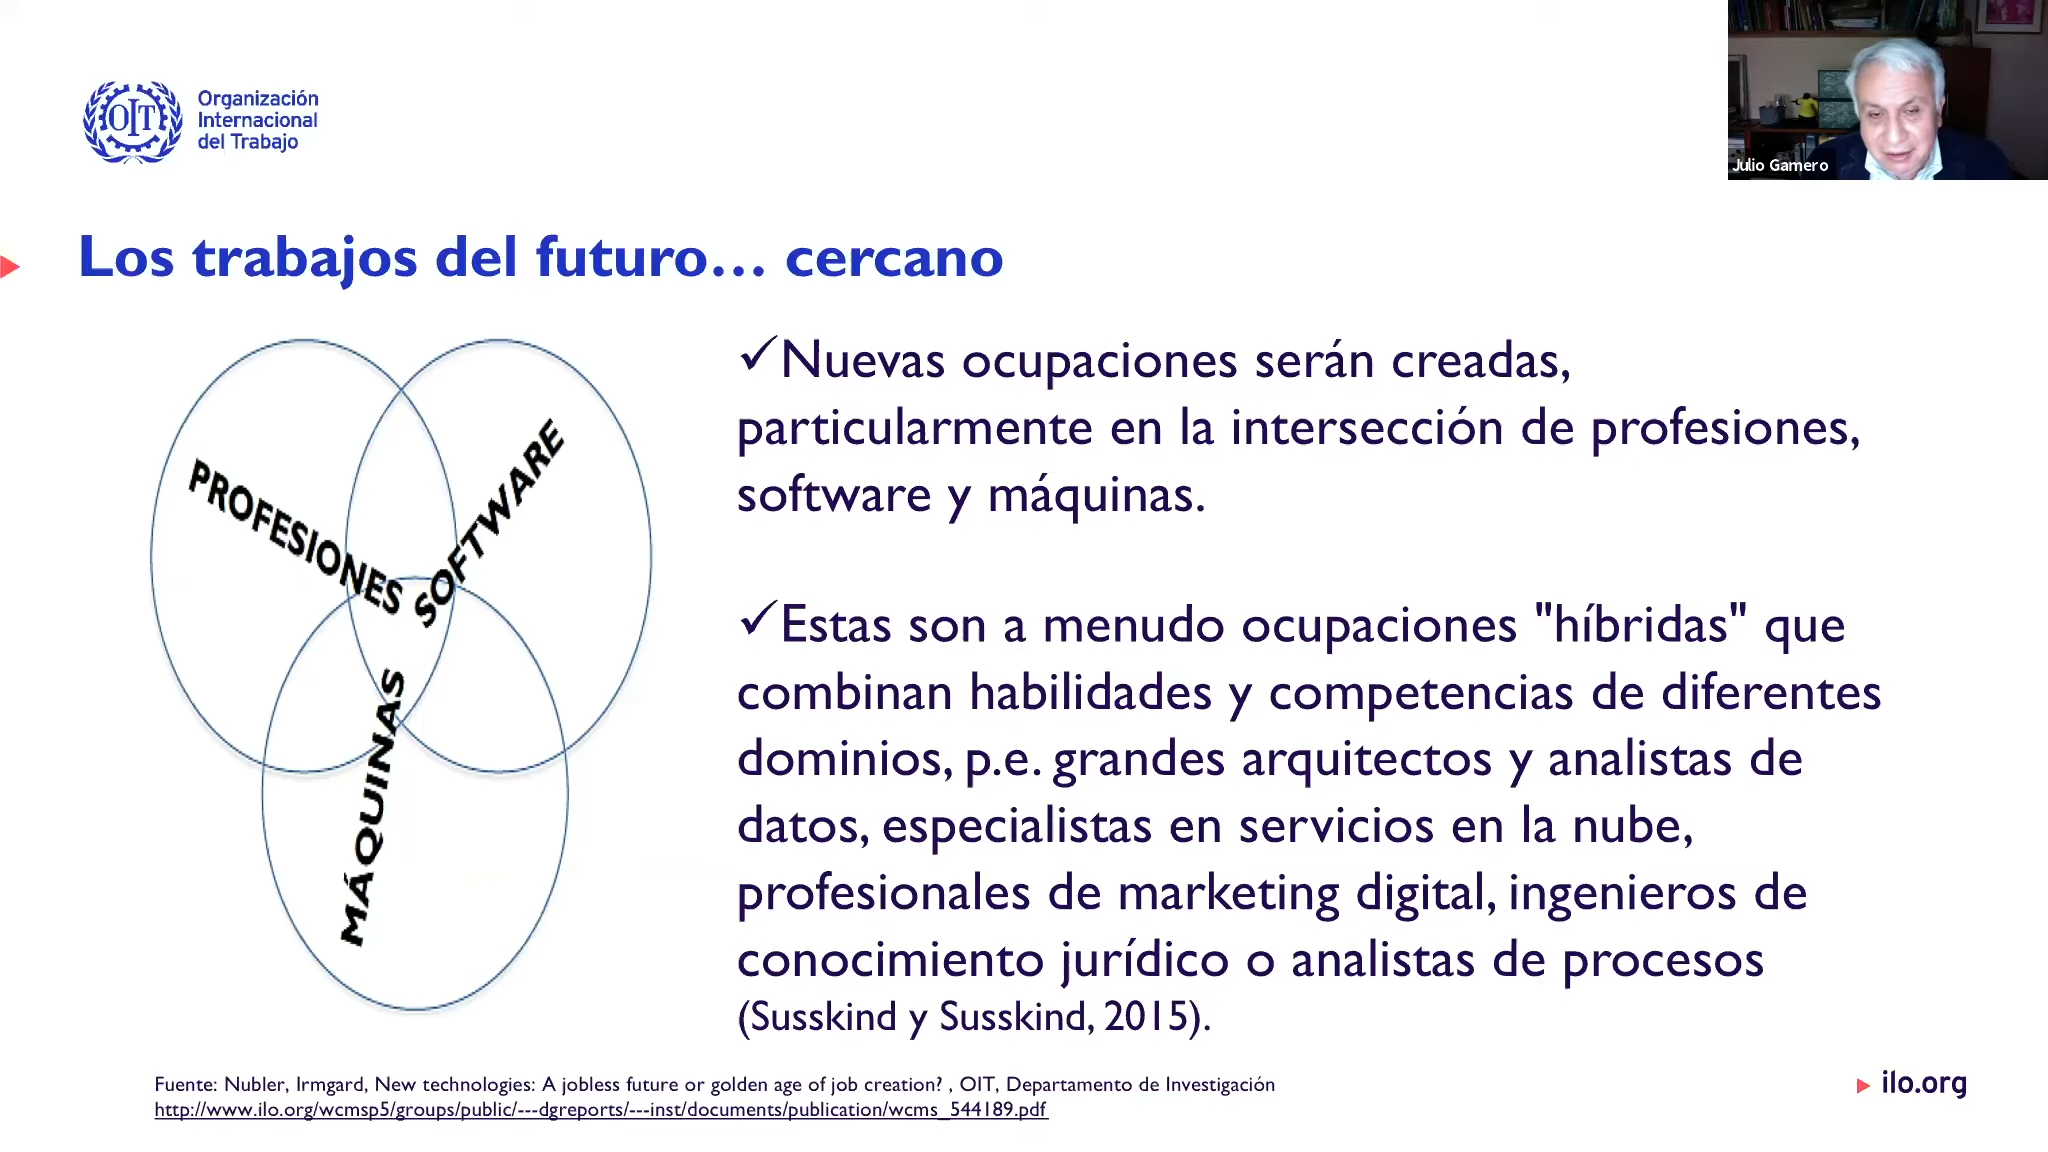 OIT
Organización
Internacional
del Trabajo
Julio Gamero
Los trabajos del futuro… cercano
PROFESIONES
SOFTWARE
MÁQUINAS
✓Nuevas ocupaciones serán creadas,
particularmente en la intersección de profesiones,
software y máquinas.
✓Estas son a menudo ocupaciones "híbridas" que
combinan habilidades y competencias de diferentes
dominios, p.e. grandes arquitectos y analistas de
datos, especialistas en servicios en la nube,
profesionales de marketing digital, ingenieros de
conocimiento jurídico o analistas de procesos
(Susskind y Susskind, 2015).
Fuente: Nubler, Irmgard, New technologies: A jobless future or golden age of job creation? , OIT, Departamento de Investigación
http://www.ilo.org/wcmsp5/groups/public/---dgreports/---inst/documents/publication/wcms_544189.pdf
ilo.org